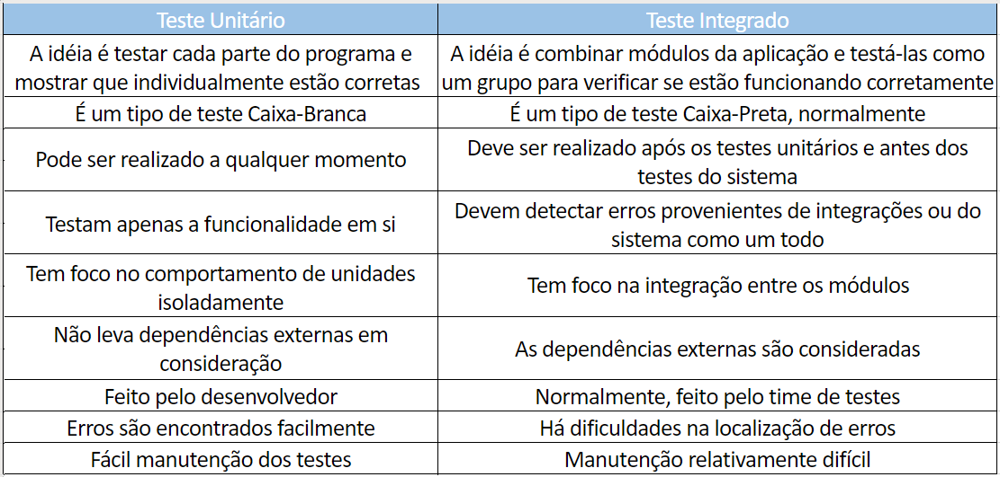 Teste Unitário
Teste Integrado
A idéia é testar cada parte do programa e
mostrar que individualmente estão corretas
A idéia é combinar módulos da aplicação e testá-las como
um grupo para verificar se estão funcionando corretamente
É um tipo de teste Caixa-Branca
É um tipo de teste Caixa-Preta, normalmente
Pode ser realizado a qualquer momento
Deve ser realizado após os testes unitários e antes dos
testes do sistema
Testam apenas a funcionalidade em si
Devem detectar erros provenientes de integrações ou do
sistema como um todo
Tem foco no comportamento de unidades
isoladamente
Tem foco na integração entre os módulos
Não leva dependências externas em
consideração
As dependências externas são consideradas
Feito pelo desenvolvedor
Normalmente, feito pelo time de testes
Erros são encontrados facilmente
Há dificuldades na localização de erros
Fácil manutenção dos testes
Manutenção relativamente difícil